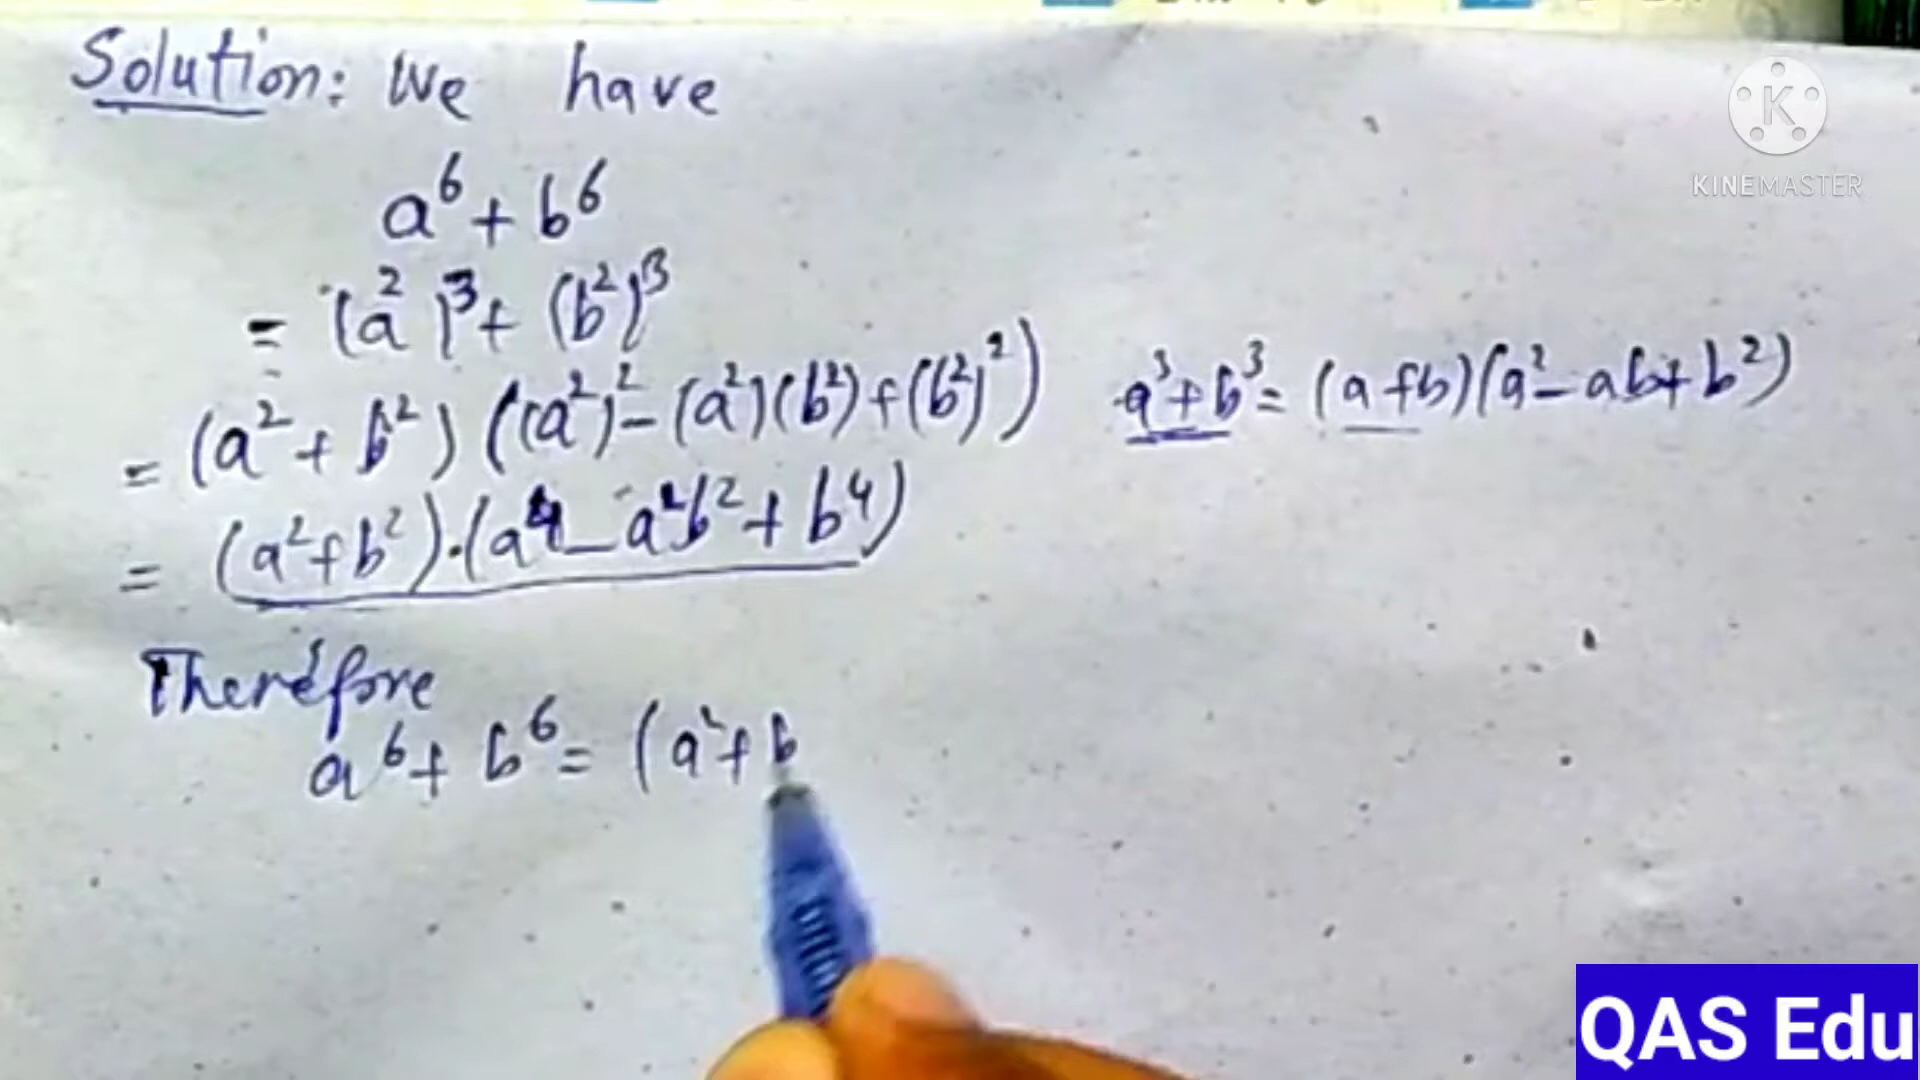 Solution: We have
a⁶ + b⁶
= (a²)³ + (b²)³
= (a² + b²) ((a²)² - (a²)(b²) + (b²)²)
a³ + b³ = (a + b)(a² - ab + b²)
= (a² + b²) · (a⁴ - a²b² + b⁴)
Therefore
a⁶ + b⁶ = (a² + b
KINEMASTER
QAS Edu